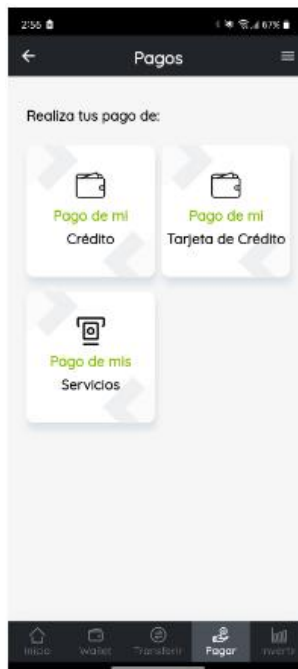 2:56
67%
Pagos
Realiza tus pago de:
Pago de mi
Crédito
Pago de mi
Tarjeta de Crédito
Pago de mis
Servicios
Inicio
Wallet
Transferir
Pagar
Invertir